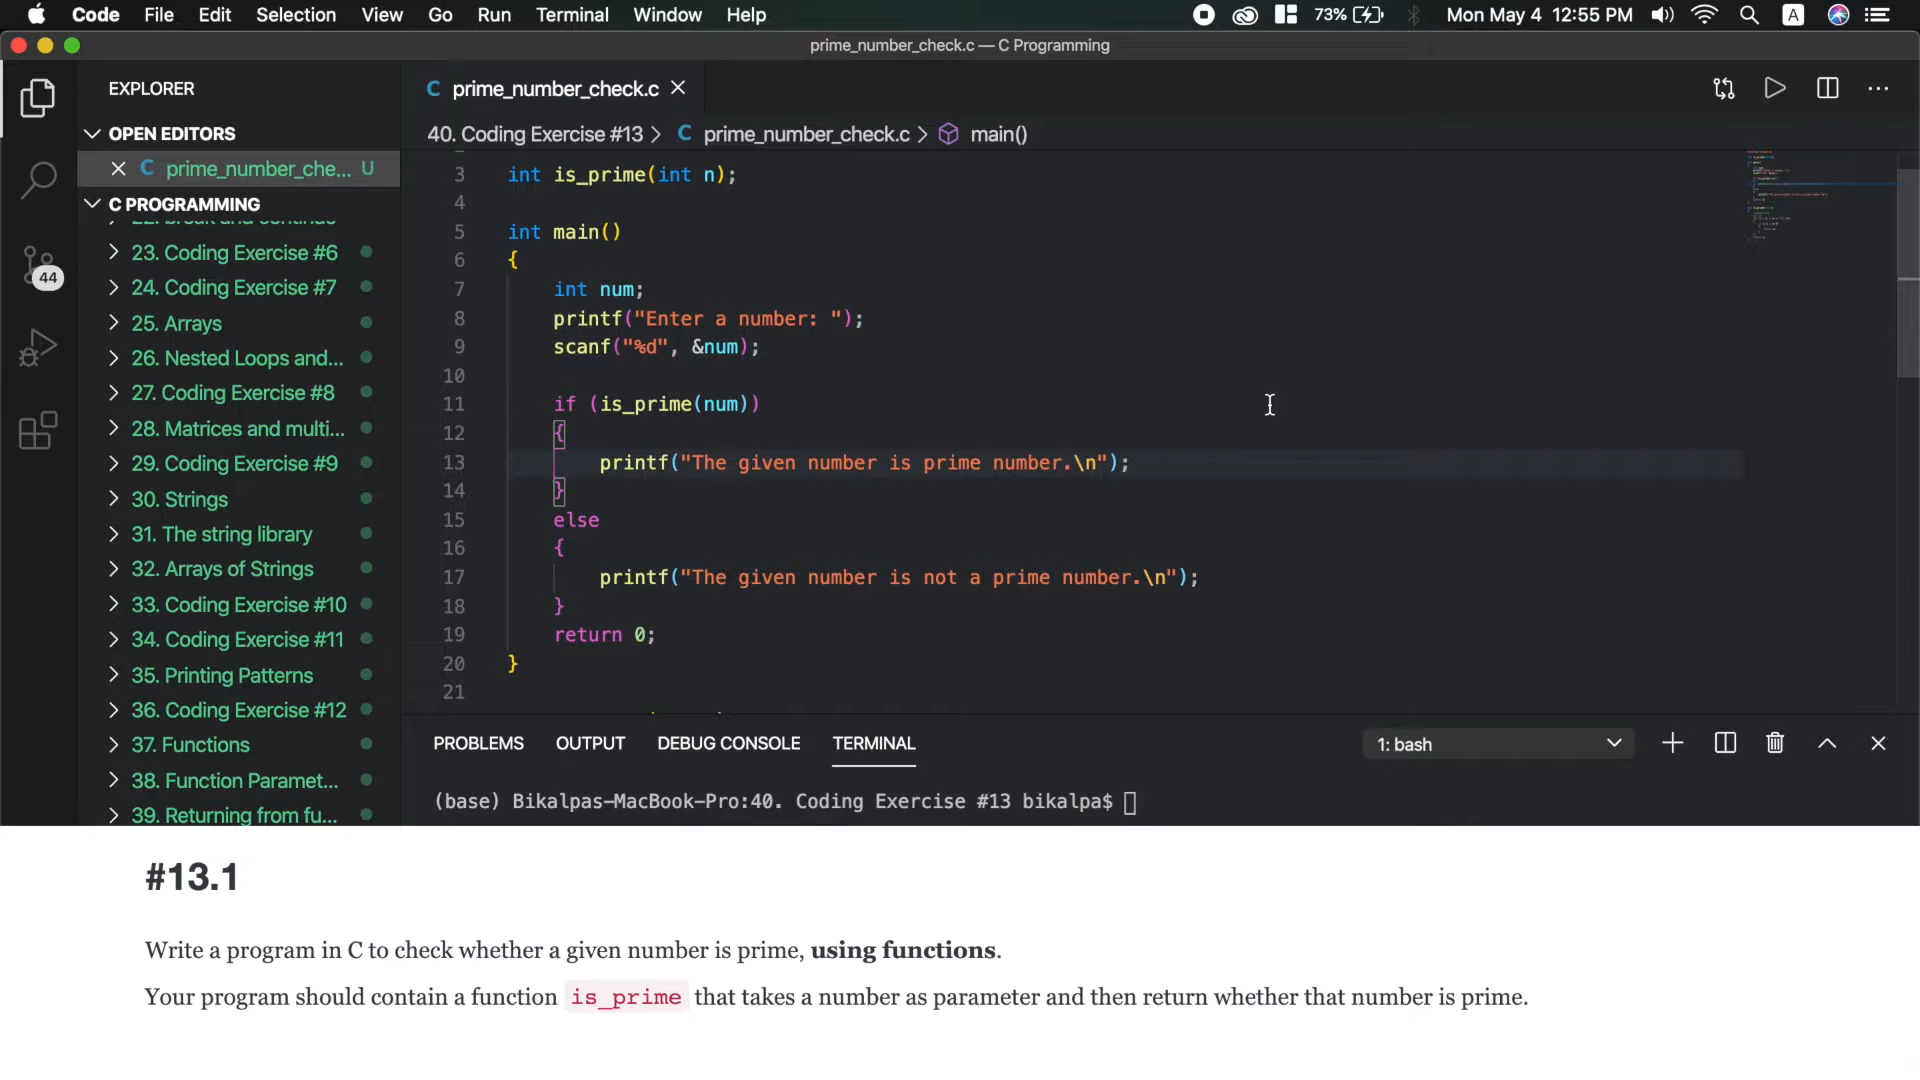 Code File Edit Selection View Go Run Terminal Window Help 73% Mon May 4 12:55 PM A
prime_number_check.c — C Programming
EXPLORER
OPEN EDITORS
C prime_number_che... U
C PROGRAMMING
22. break and continue
23. Coding Exercise #6
24. Coding Exercise #7
25. Arrays
26. Nested Loops and...
27. Coding Exercise #8
28. Matrices and multi...
29. Coding Exercise #9
30. Strings
31. The string library
32. Arrays of Strings
33. Coding Exercise #10
34. Coding Exercise #11
35. Printing Patterns
36. Coding Exercise #12
37. Functions
38. Function Paramet...
39. Returning from fu...
44
C prime_number_check.c
40. Coding Exercise #13 > C prime_number_check.c > main()
3 int is_prime(int n);
4
5 int main()
6 {
7 int num;
8 printf("Enter a number: ");
9 scanf("%d", &num);
10
11 if (is_prime(num))
12 {
13 printf("The given number is prime number.\n");
14 }
15 else
16 {
17 printf("The given number is not a prime number.\n");
18 }
19 return 0;
20 }
21
PROBLEMS OUTPUT DEBUG CONSOLE TERMINAL 1: bash
(base) Bikalpas-MacBook-Pro:40. Coding Exercise #13 bikalpa$
#13.1
Write a program in C to check whether a given number is prime, using functions.
Your program should contain a function is_prime that takes a number as parameter and then return whether that number is prime.